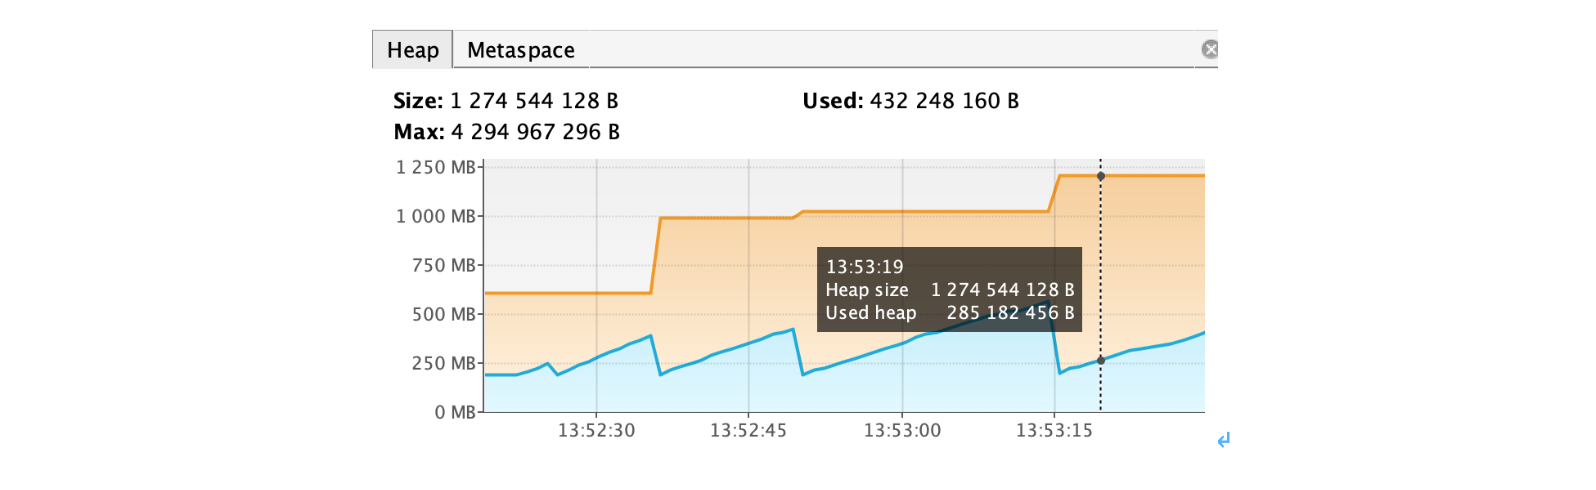 Heap Metaspace
Size: 1 274 544 128 B Used: 432 248 160 B
Max: 4 294 967 296 B
1 250 MB
1 000 MB
750 MB
500 MB
250 MB
0 MB
13:53:19
Heap size 1 274 544 128 B
Used heap 285 182 456 B
13:52:30 13:52:45 13:53:00 13:53:15